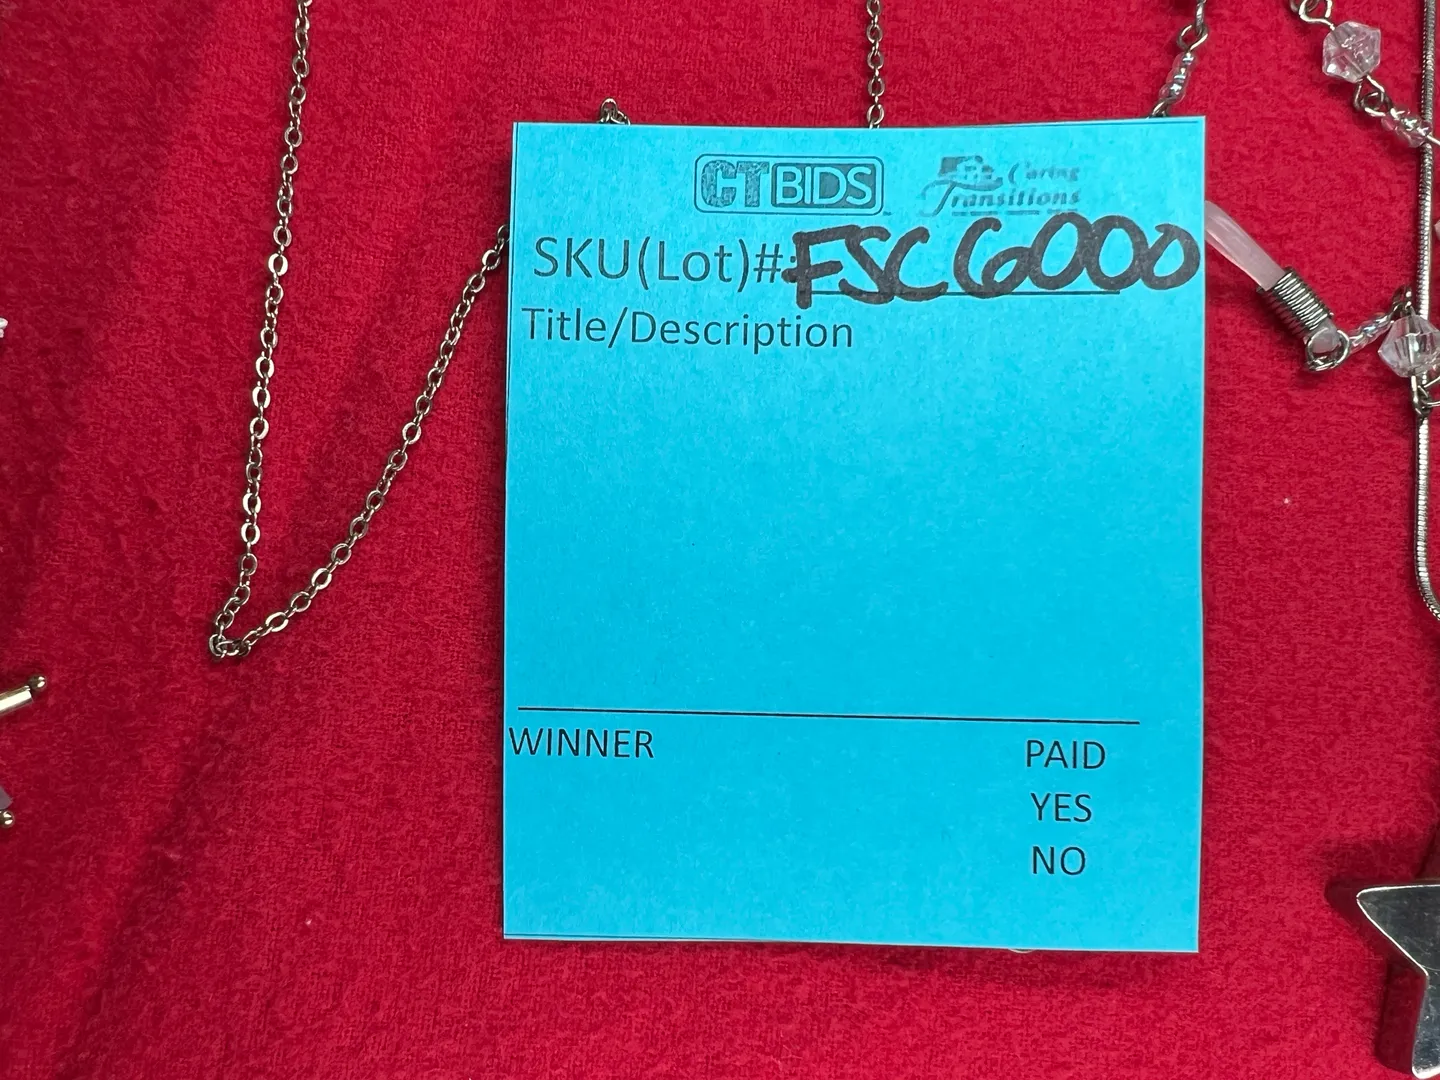 CTBIDS
Caring
Transitions
SKU(Lot)#: FSC6000
Title/Description
WINNER
PAID
YES
NO